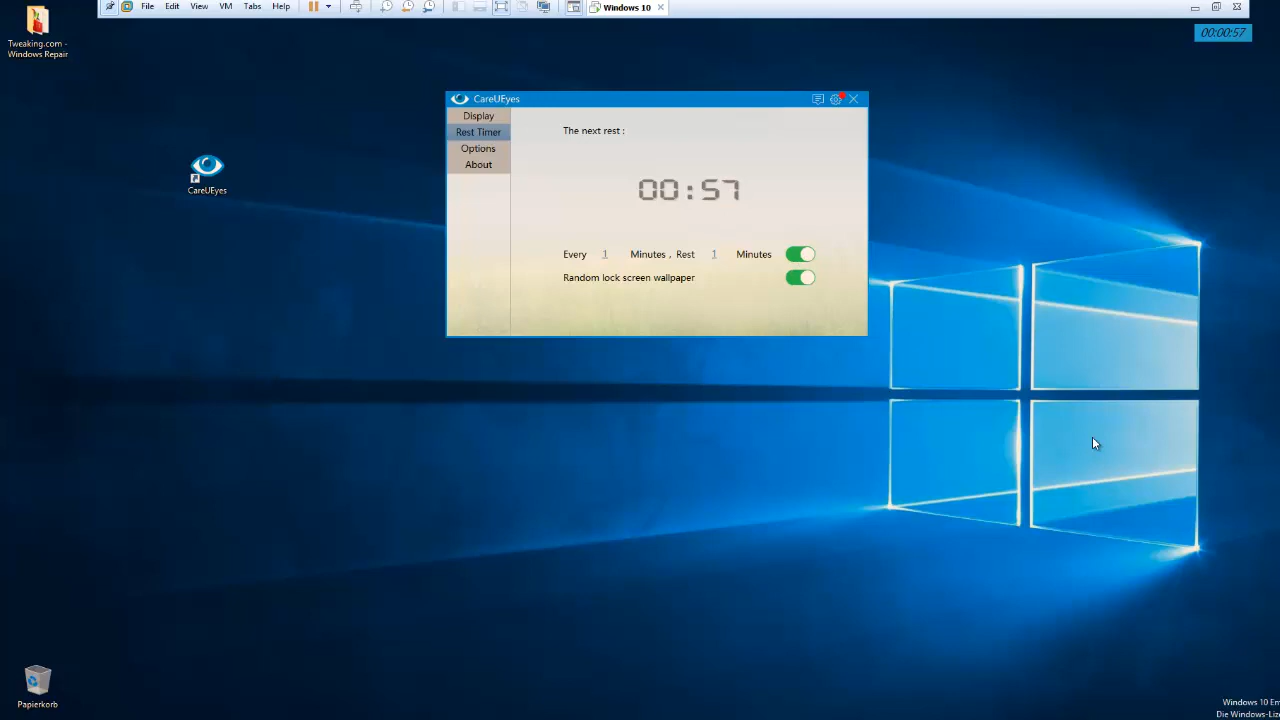 File Edit View VM Tabs Help
Windows 10
00:00:57
Tweaking.com -
Windows Repair
CareUEyes
CareUEyes
Display
Rest Timer
Options
About
The next rest :
00:57
Every 1 Minutes , Rest 1 Minutes
Random lock screen wallpaper
Papierkorb
Windows 10 En
Die Windows-Liz